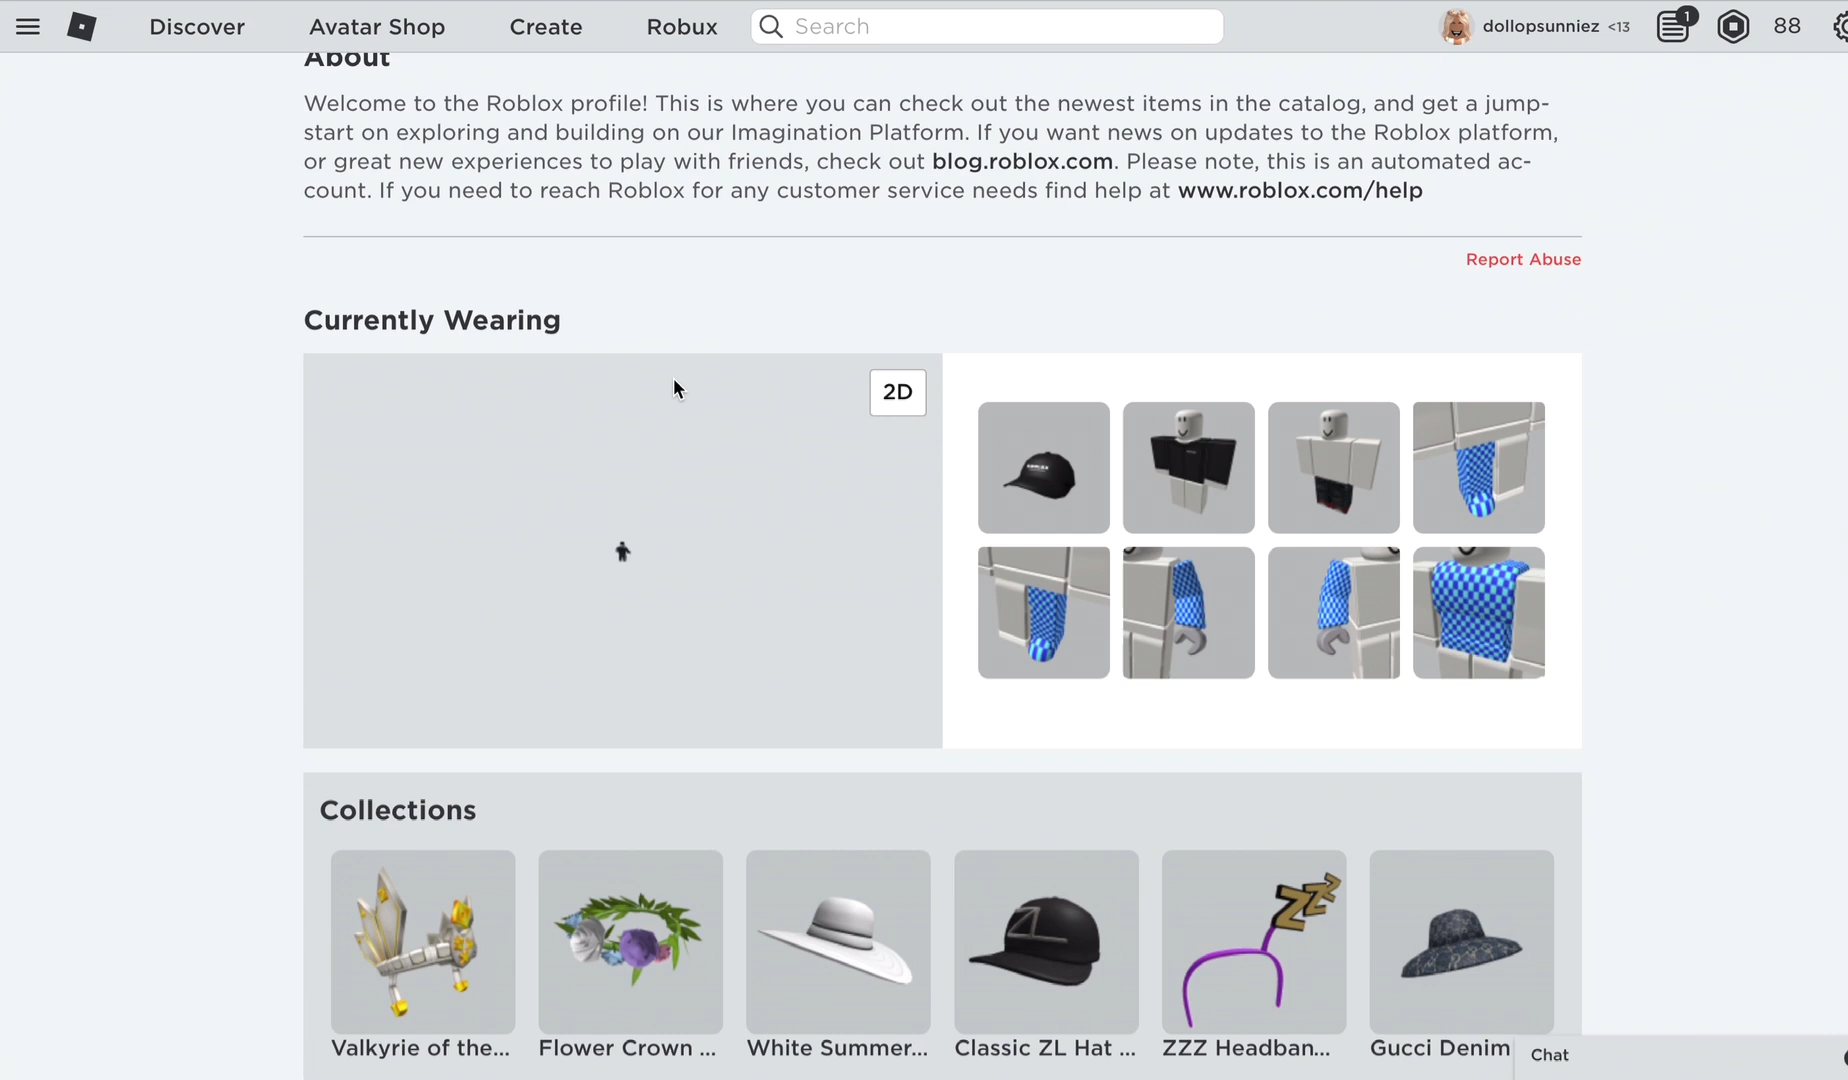 Discover Avatar Shop Create Robux Search dollopsunniez <13 1 88
About
Welcome to the Roblox profile! This is where you can check out the newest items in the catalog, and get a jump-
start on exploring and building on our Imagination Platform. If you want news on updates to the Roblox platform,
or great new experiences to play with friends, check out blog.roblox.com. Please note, this is an automated ac-
count. If you need to reach Roblox for any customer service needs find help at www.roblox.com/help
Report Abuse
Currently Wearing
2D
Collections
ZL
ZZZ
Valkyrie of the... Flower Crown ... White Summer... Classic ZL Hat ... ZZZ Headban... Gucci Denim
Chat